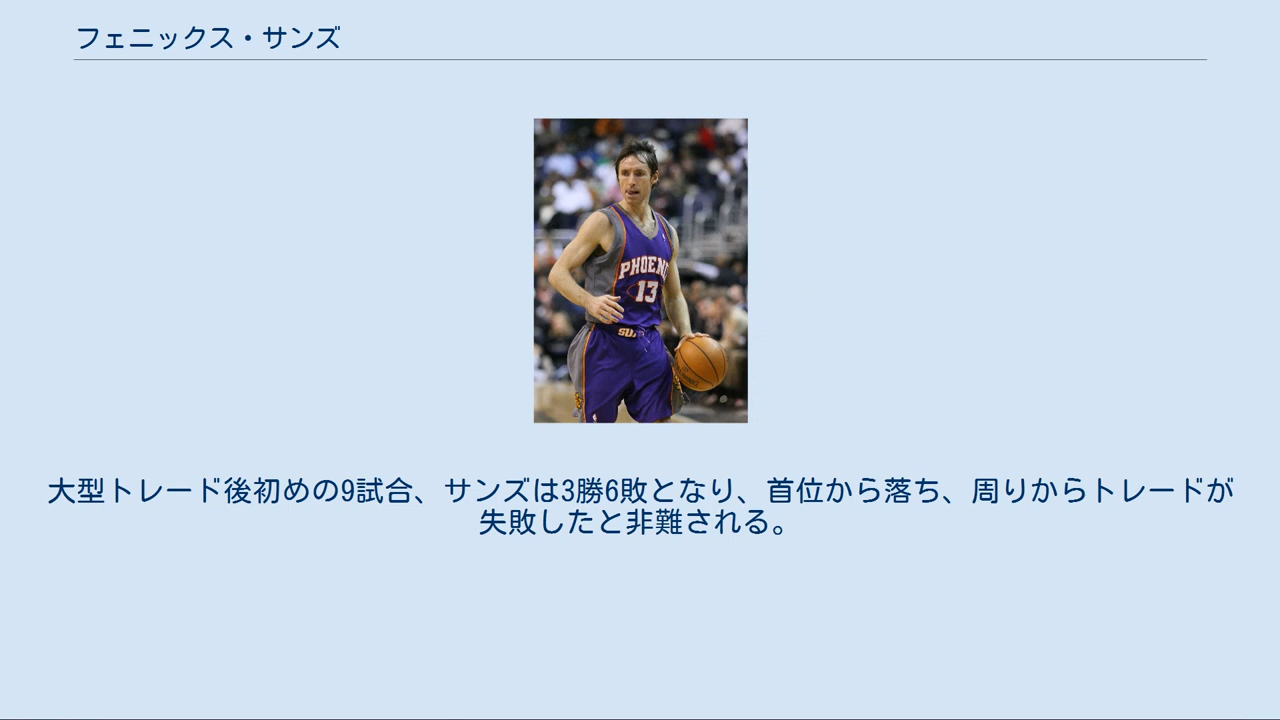 フェニックス・サンズ
PHOENI
13
SU
大型トレード後初めの9試合、サンズは3勝6敗となり、首位から落ち、周りからトレードが
失敗したと非難される。